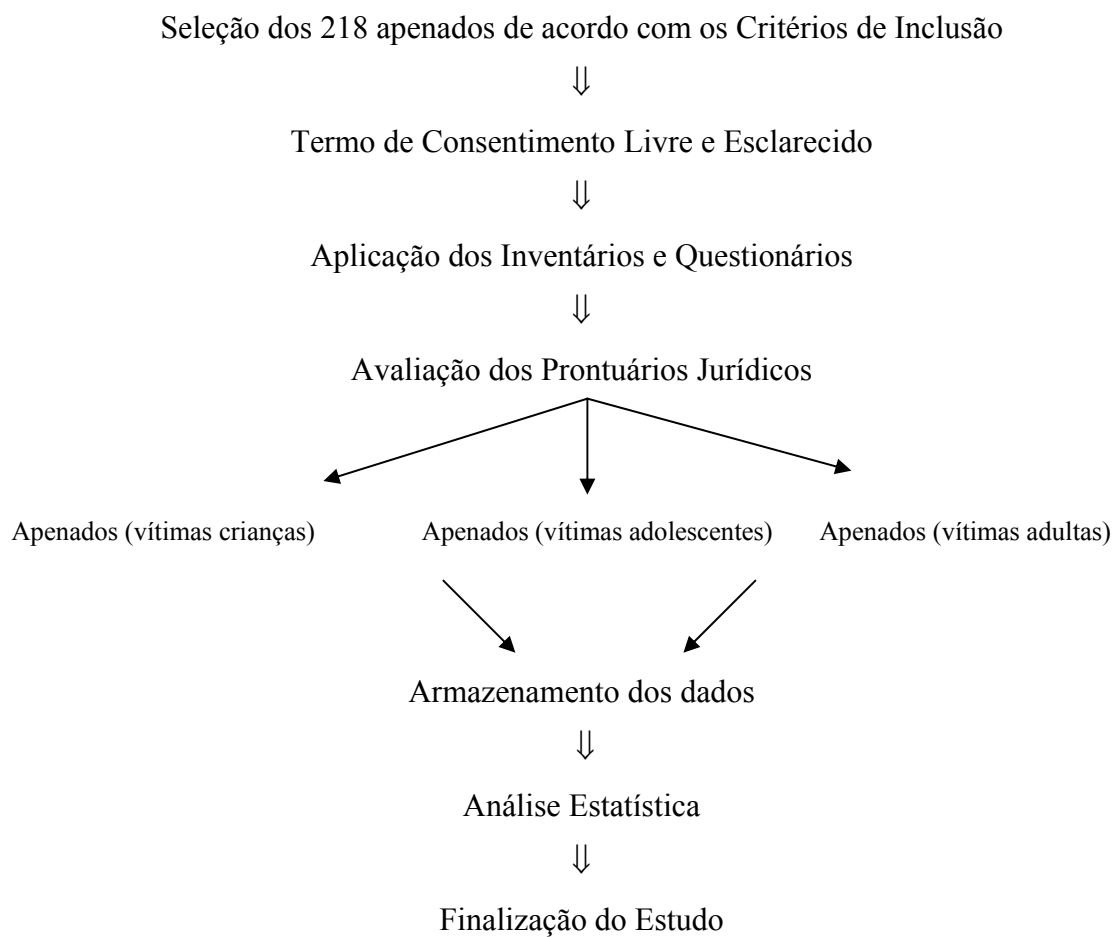 Seleção dos 218 apenados de acordo com os Critérios de Inclusão
⇓
Termo de Consentimento Livre e Esclarecido
⇓
Aplicação dos Inventários e Questionários
⇓
Avaliação dos Prontuários Jurídicos
Apenados (vítimas crianças) Apenados (vítimas adolescentes) Apenados (vítimas adultas)
Armazenamento dos dados
⇓
Análise Estatística
⇓
Finalização do Estudo